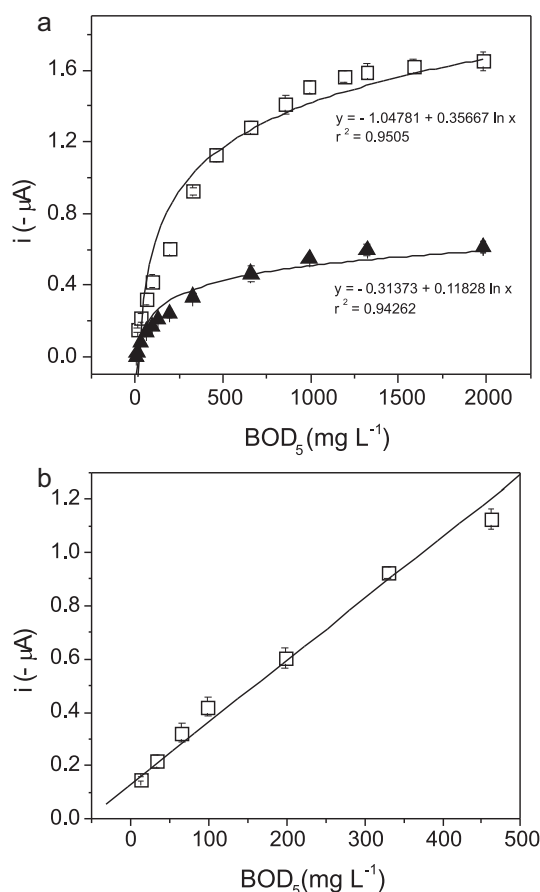 a
1.6
1.2
0.8
0.4
0.0
i (- μA)
y = - 1.04781 + 0.35667 ln x
r² = 0.9505
y = - 0.31373 + 0.11828 ln x
r² = 0.94262
0 500 1000 1500 2000
BOD₅(mg L⁻¹)
b
1.2
1.0
0.8
0.6
0.4
0.2
0.0
i (- μA)
0 100 200 300 400 500
BOD₅(mg L⁻¹)